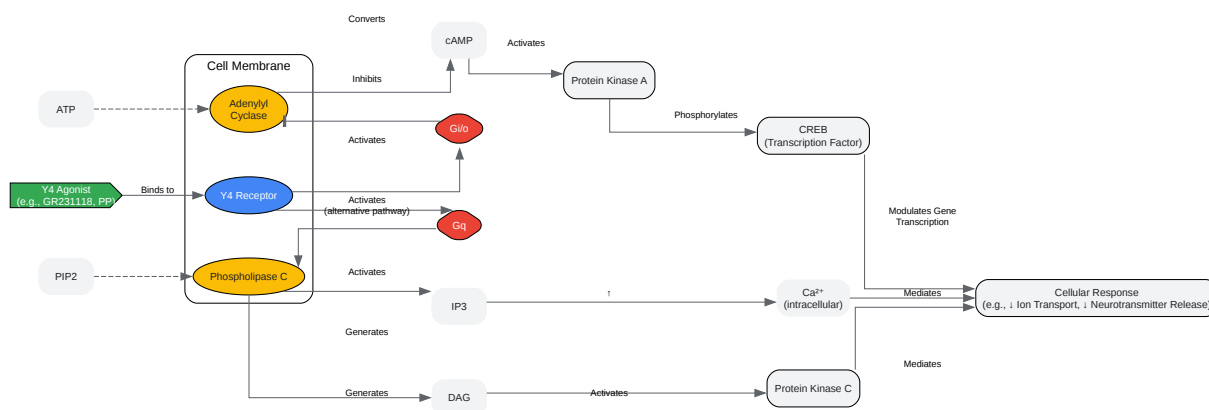 Converts
cAMP
Activates
Cell Membrane
Inhibits
Protein Kinase A
Adenylyl
Cyclase
ATP
Phosphorylates
Gi/o
CREB
(Transcription Factor)
Activates
Y4 Agonist
(e.g., GR231118, PP)
Binds to
Y4 Receptor
Activates
(alternative pathway)
Modulates Gene
Transcription
Gq
PIP2
Phospholipase C
Activates
IP3
↑
Ca²⁺
(intracellular)
Mediates
Cellular Response
(e.g., ↓ Ion Transport, ↓ Neurotransmitter Release)
Generates
Mediates
Generates
DAG
Activates
Protein Kinase C